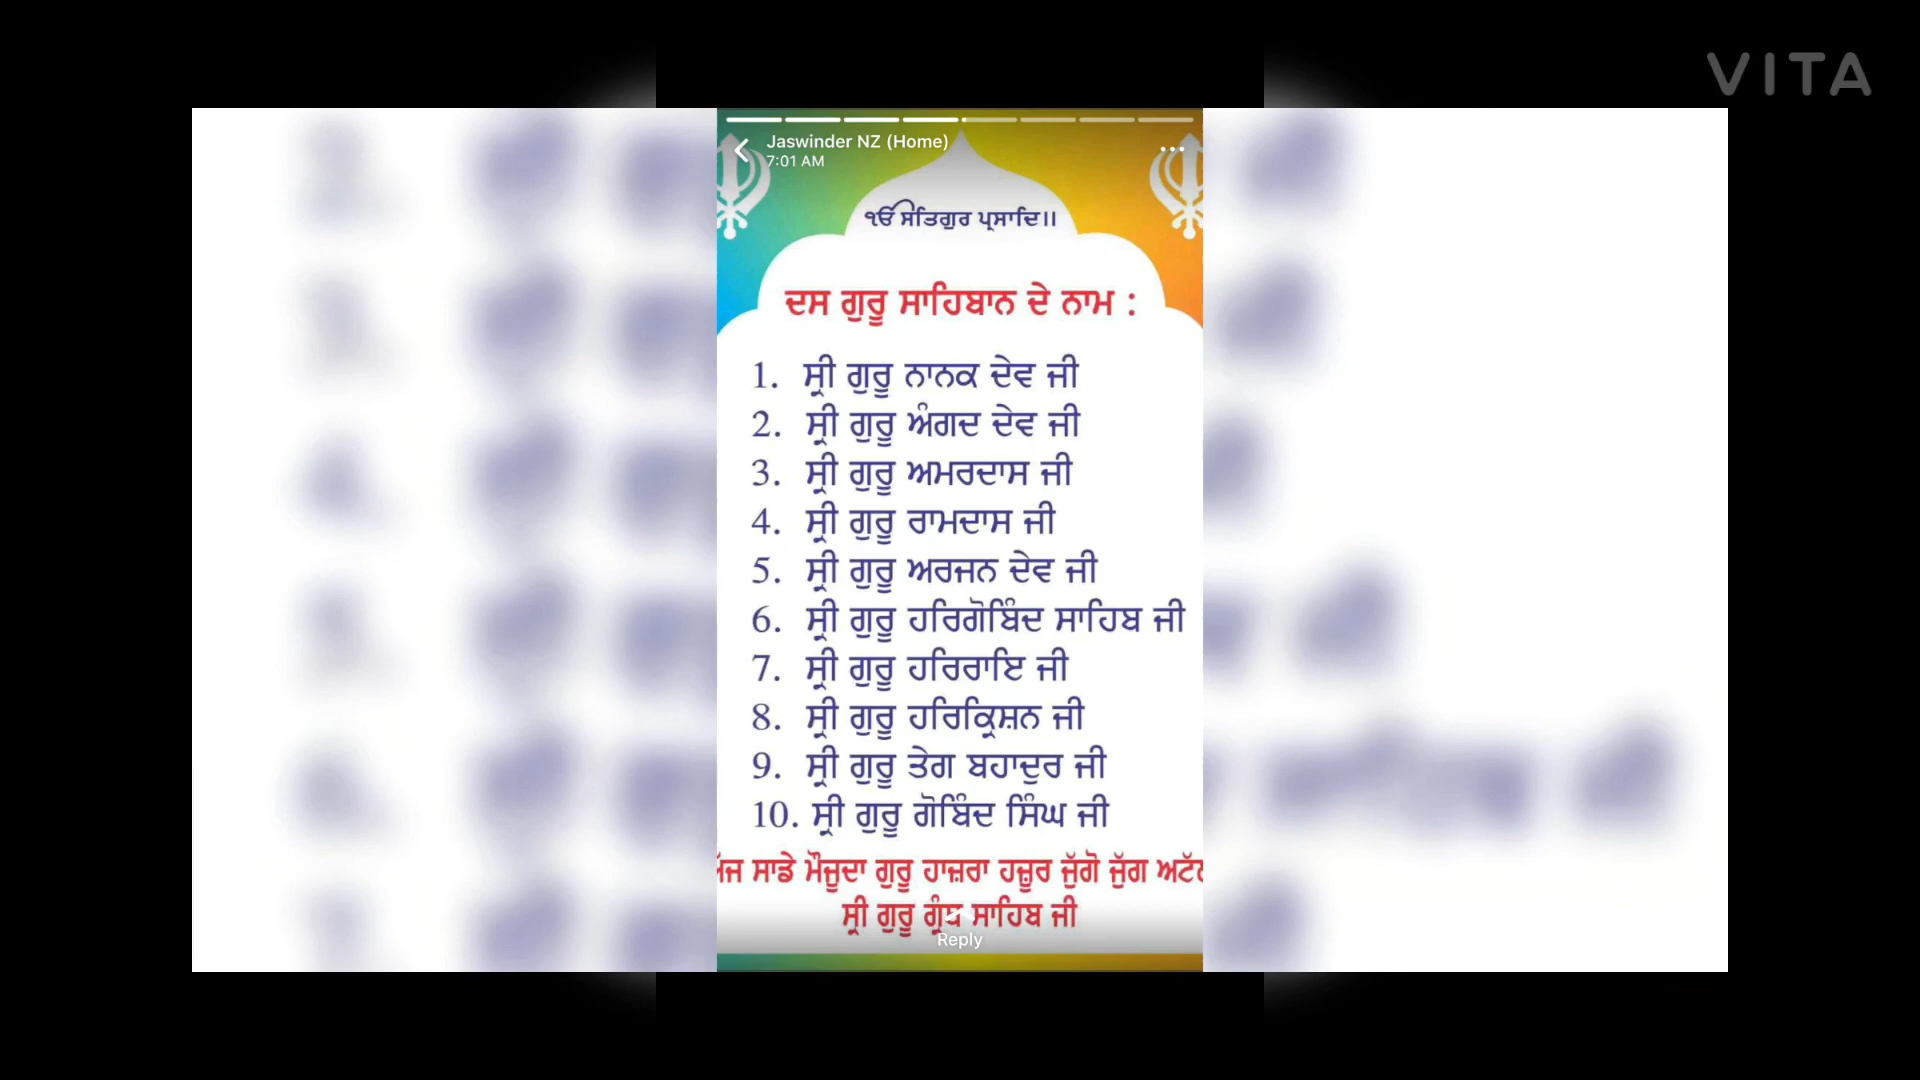 VITA
Jaswinder NZ (Home)
7:01 AM
ੴ ਸਤਿਗੁਰ ਪ੍ਰਸਾਦਿ।।
ਦਸ ਗੁਰੂ ਸਾਹਿਬਾਨ ਦੇ ਨਾਮ :
1. ਸ੍ਰੀ ਗੁਰੂ ਨਾਨਕ ਦੇਵ ਜੀ
2. ਸ੍ਰੀ ਗੁਰੂ ਅੰਗਦ ਦੇਵ ਜੀ
3. ਸ੍ਰੀ ਗੁਰੂ ਅਮਰਦਾਸ ਜੀ
4. ਸ੍ਰੀ ਗੁਰੂ ਰਾਮਦਾਸ ਜੀ
5. ਸ੍ਰੀ ਗੁਰੂ ਅਰਜਨ ਦੇਵ ਜੀ
6. ਸ੍ਰੀ ਗੁਰੂ ਹਰਿਗੋਬਿੰਦ ਸਾਹਿਬ ਜੀ
7. ਸ੍ਰੀ ਗੁਰੂ ਹਰਿਰਾਇ ਜੀ
8. ਸ੍ਰੀ ਗੁਰੂ ਹਰਿਕ੍ਰਿਸ਼ਨ ਜੀ
9. ਸ੍ਰੀ ਗੁਰੂ ਤੇਗ ਬਹਾਦੁਰ ਜੀ
10. ਸ੍ਰੀ ਗੁਰੂ ਗੋਬਿੰਦ ਸਿੰਘ ਜੀ
ਸਾਡੇ ਮੌਜੂਦਾ ਗੁਰੂ ਹਾਜ਼ਰਾ ਹਜ਼ੂਰ ਜੁੱਗੋ ਜੁੱਗ
ਸ੍ਰੀ ਗੁਰੂ ਗ੍ਰੰਥ ਸਾਹਿਬ ਜੀ
Reply